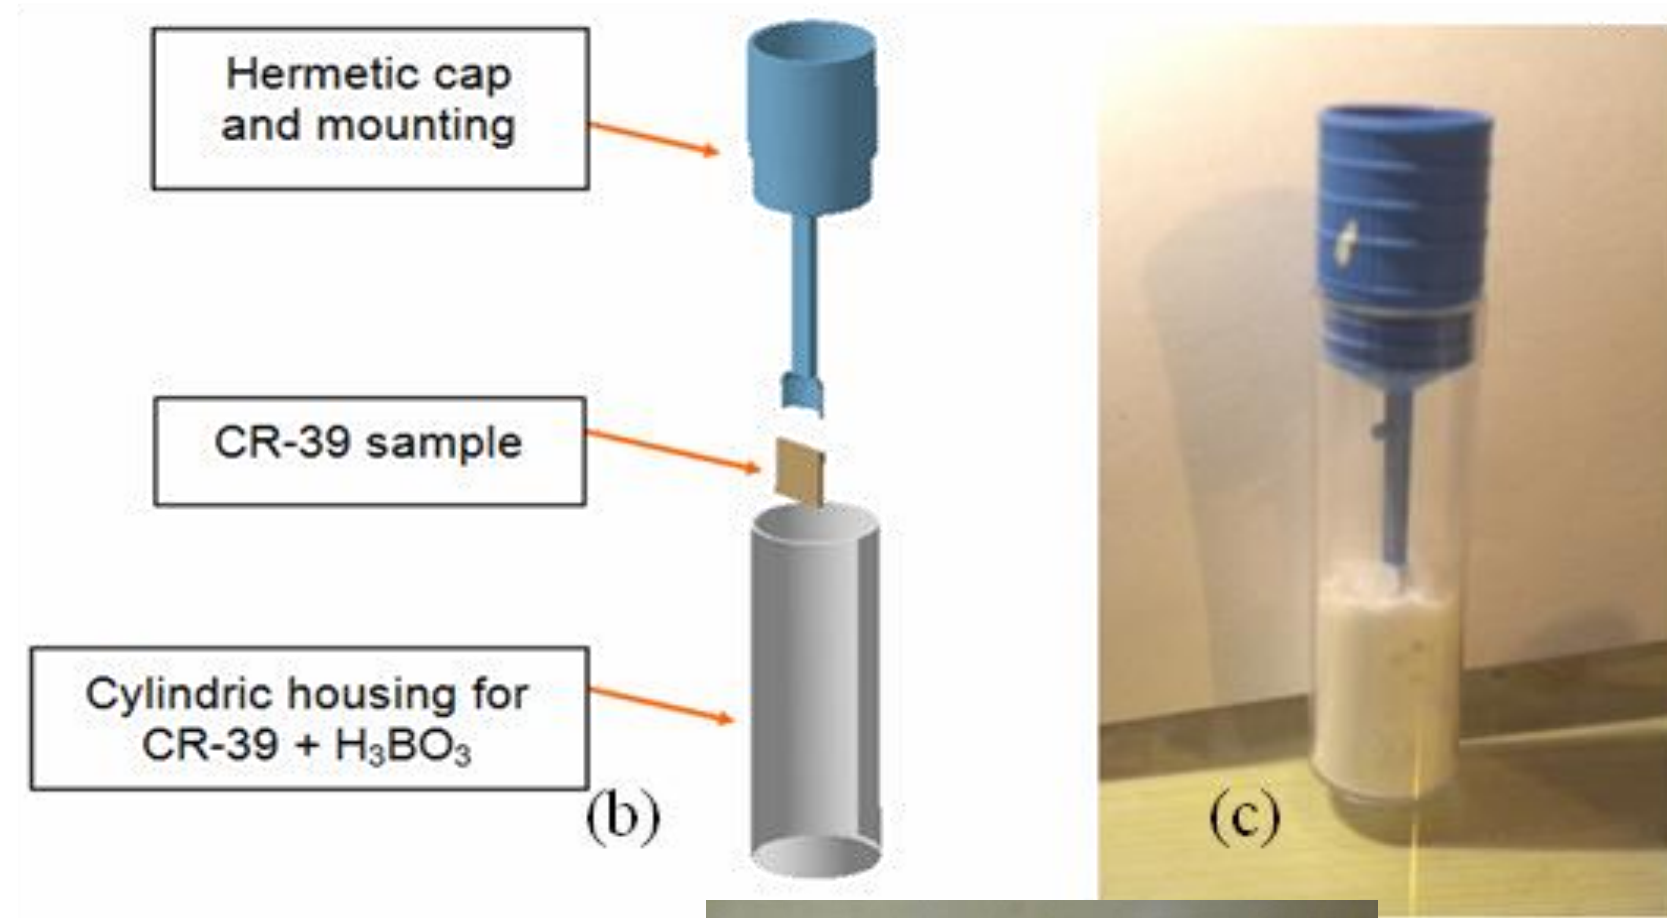 Hermetic cap
and mounting
CR-39 sample
Cylindric housing for
CR-39 + H₃BO₃
(b)
(c)